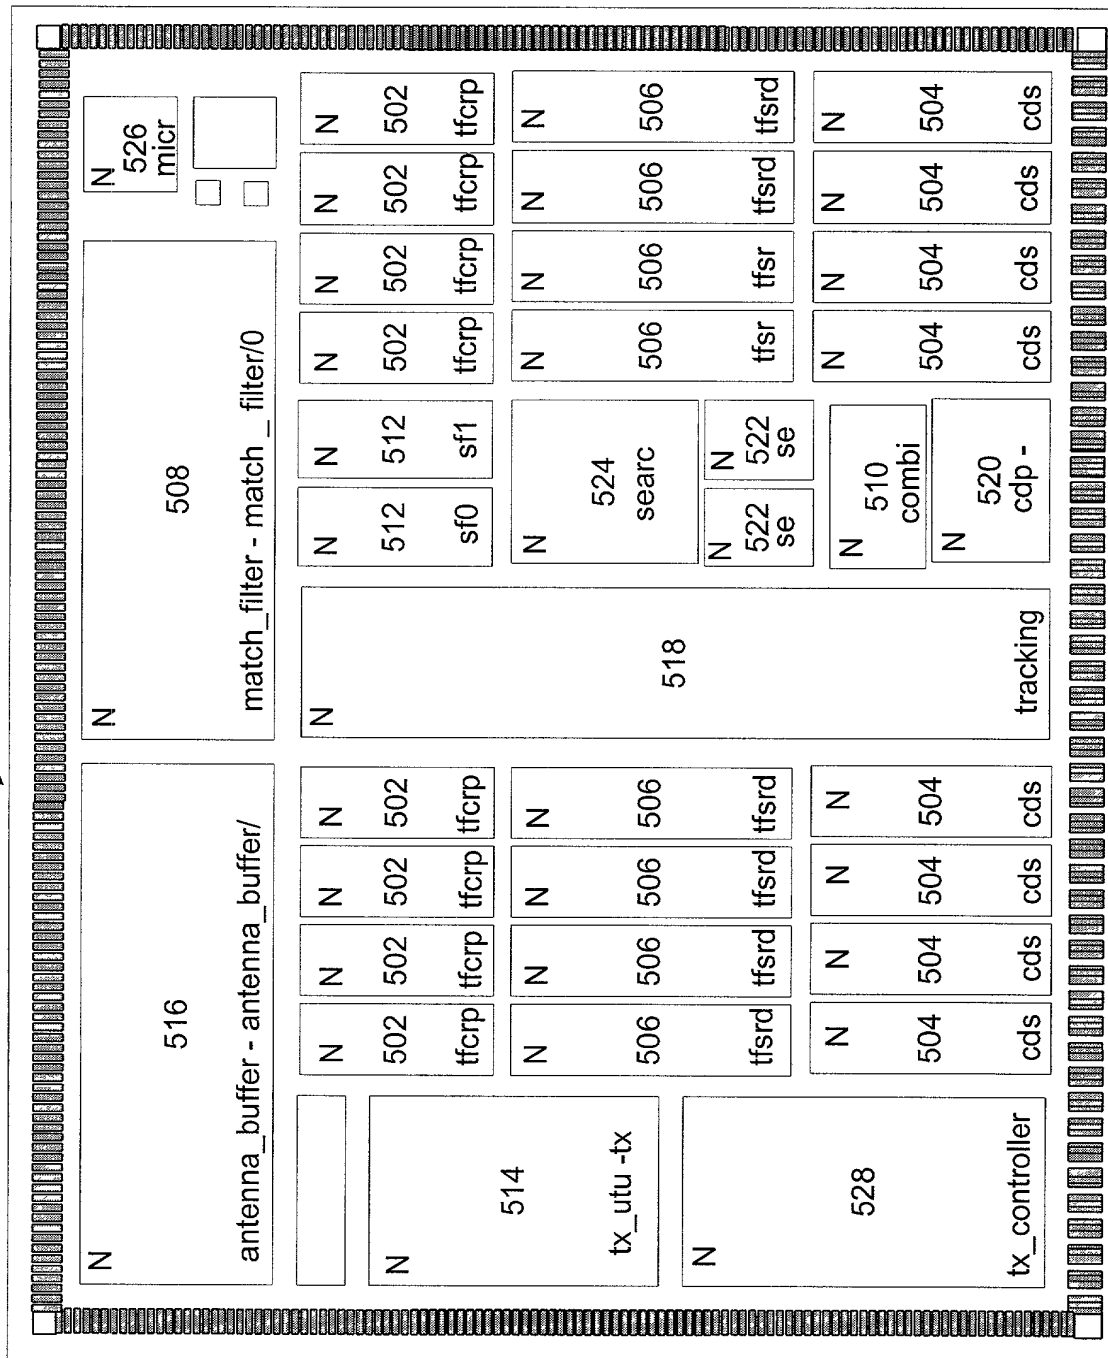 N
516
antenna_buffer - antenna_buffer/
N
508
match_filter - match _ filter/0
N
526
micr
N
502
tfcrp
N
502
tfcrp
N
502
tfcrp
N
502
tfcrp
N
512
sf0
N
512
sf1
N
502
tfcrp
N
502
tfcrp
N
502
tfcrp
N
502
tfcrp
N
514
tx_utu -tx
N
518
tracking
N
506
tfsrd
N
506
tfsrd
N
506
tfsrd
N
506
tfsrd
N
524
searc
N
522
se
N
522
se
N
506
tfsr
N
506
tfsr
N
506
tfsrd
N
506
tfsrd
N
528
tx_controller
N
504
cds
N
504
cds
N
504
cds
N
504
cds
N
510
combi
N
520
cdp -
N
504
cds
N
504
cds
N
504
cds
N
504
cds